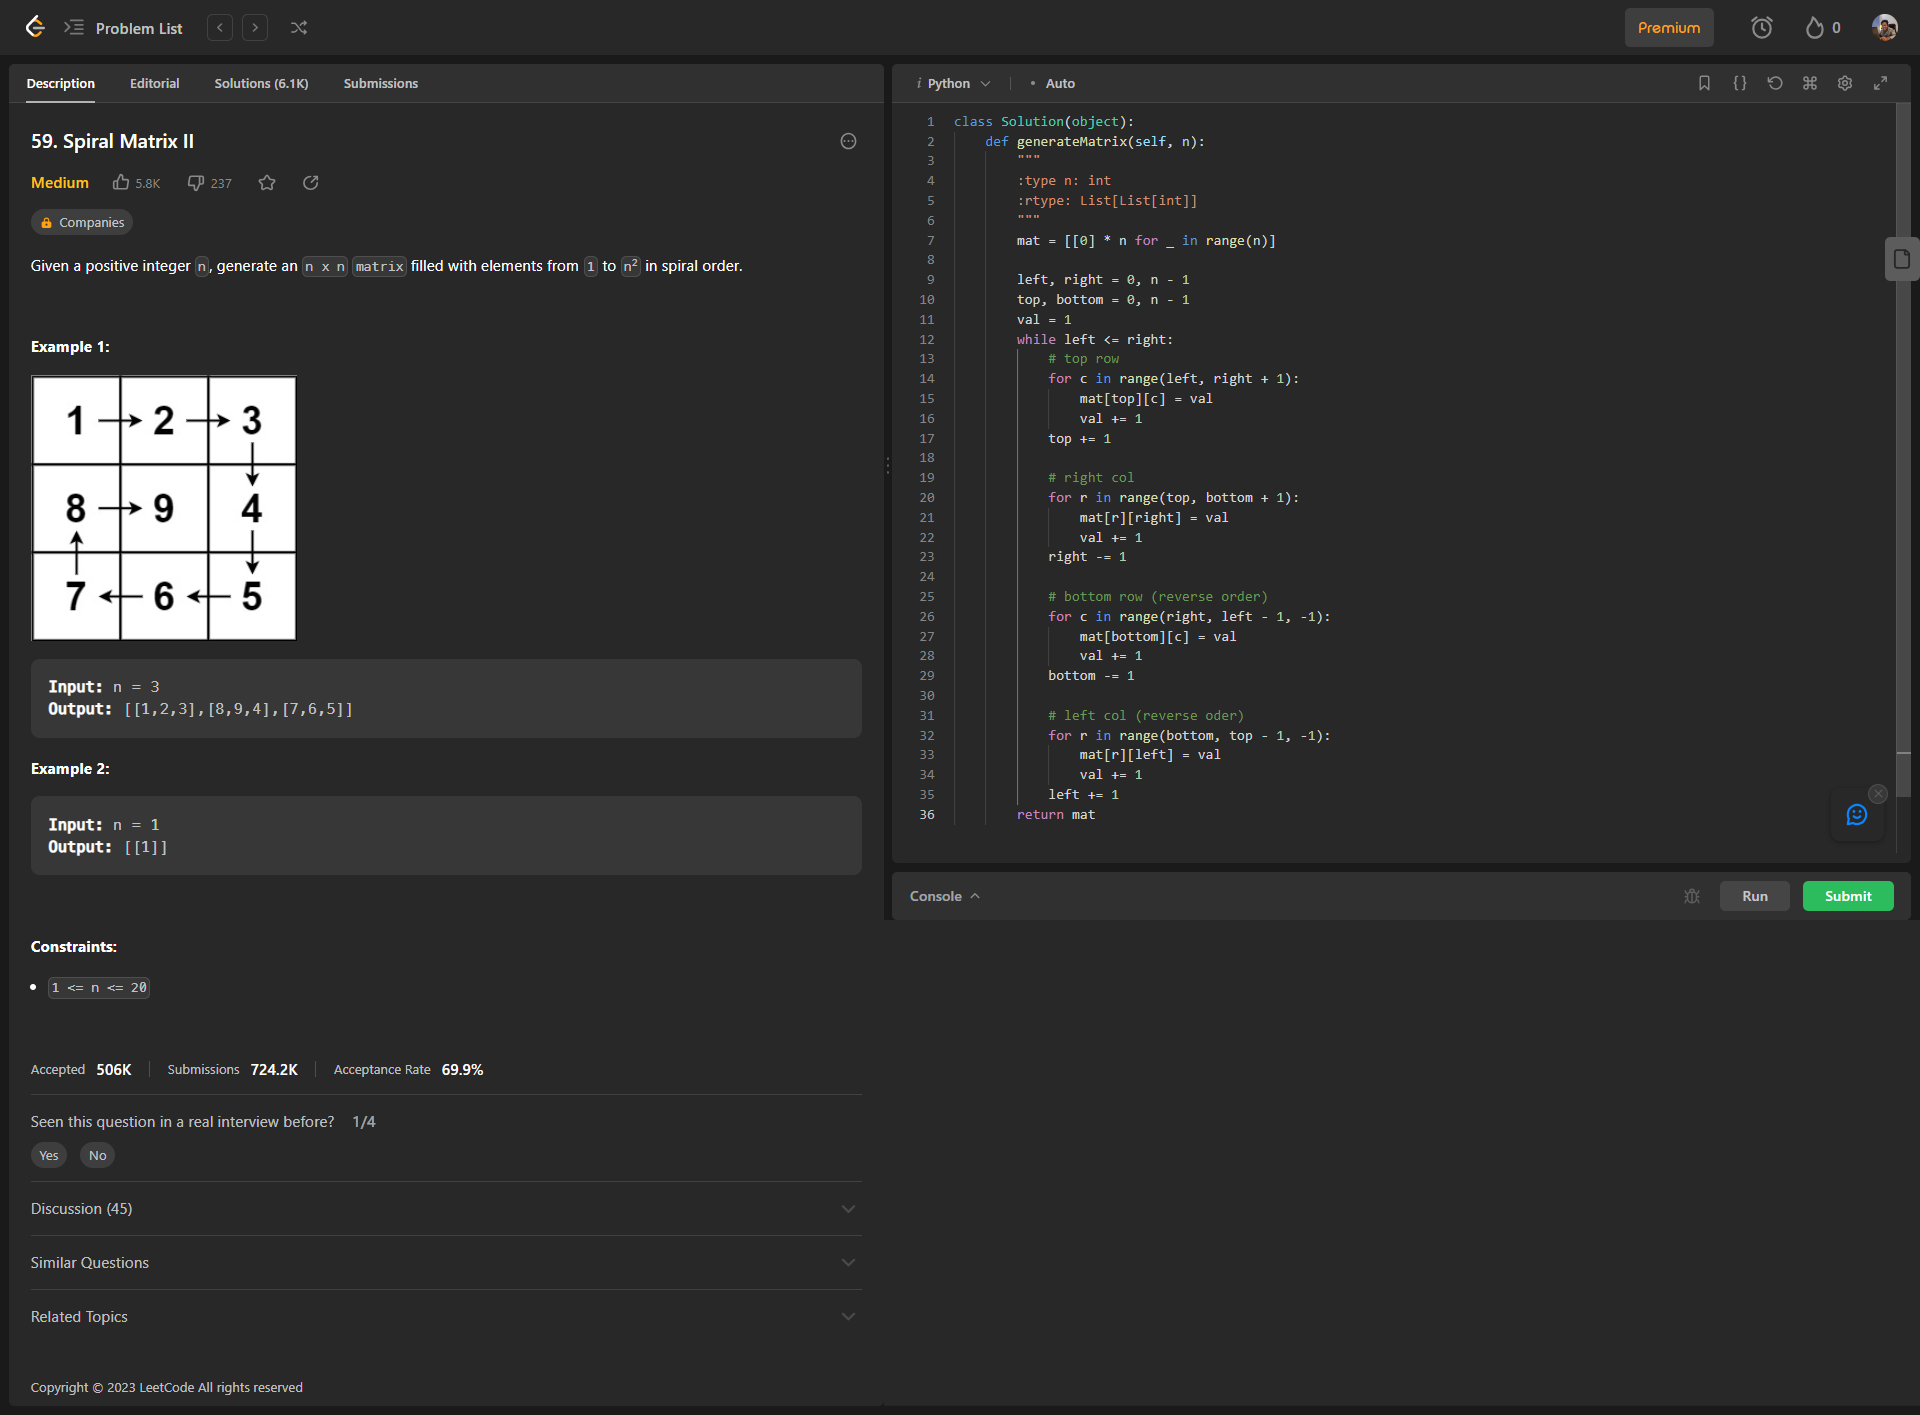 Problem List
Premium
0
Description Editorial Solutions (6.1K) Submissions
59. Spiral Matrix II
Medium 5.8K 237
Companies
Given a positive integer n, generate an n x n matrix filled with elements from 1 to n² in spiral order.
Example 1:
1 2 3
8 9 4
7 6 5
Input: n = 3
Output: [[1,2,3],[8,9,4],[7,6,5]]
Example 2:
Input: n = 1
Output: [[1]]
Constraints:
• 1 <= n <= 20
Accepted 506K Submissions 724.2K Acceptance Rate 69.9%
Seen this question in a real interview before? 1/4
Yes No
Discussion (45)
Similar Questions
Related Topics
Copyright © 2023 LeetCode All rights reserved
i Python • Auto
1 class Solution(object):
2 def generateMatrix(self, n):
3 """
4 :type n: int
5 :rtype: List[List[int]]
6 """
7 mat = [[0] * n for _ in range(n)]
8
9 left, right = 0, n - 1
10 top, bottom = 0, n - 1
11 val = 1
12 while left <= right:
13 # top row
14 for c in range(left, right + 1):
15 mat[top][c] = val
16 val += 1
17 top += 1
18
19 # right col
20 for r in range(top, bottom + 1):
21 mat[r][right] = val
22 val += 1
23 right -= 1
24
25 # bottom row (reverse order)
26 for c in range(right, left - 1, -1):
27 mat[bottom][c] = val
28 val += 1
29 bottom -= 1
30
31 # left col (reverse oder)
32 for r in range(bottom, top - 1, -1):
33 mat[r][left] = val
34 val += 1
35 left += 1
36 return mat
Console Run Submit